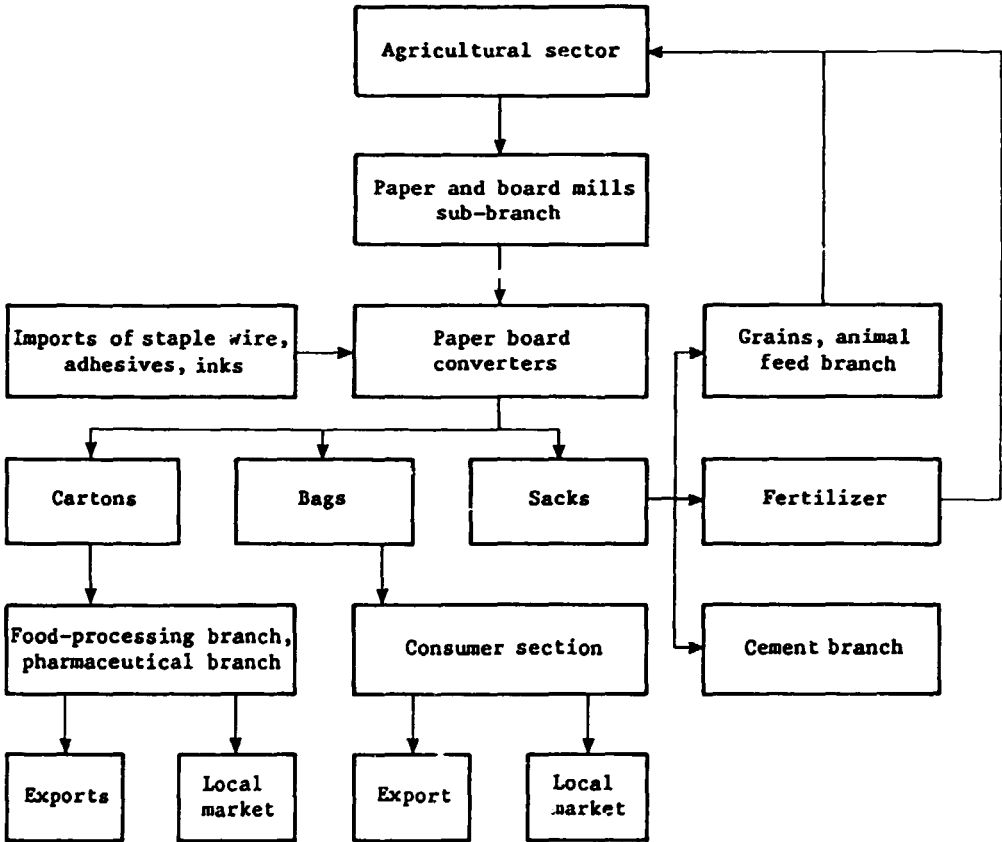 Agricultural sector
Paper and board mills
sub-branch
Imports of staple wire,
adhesives, inks
Paper board
converters
Grains, animal
feed branch
Cartons
Bags
Sacks
Fertilizer
Food-processing branch,
pharmaceutical branch
Consumer section
Cement branch
Exports
Local
market
Export
Local
market